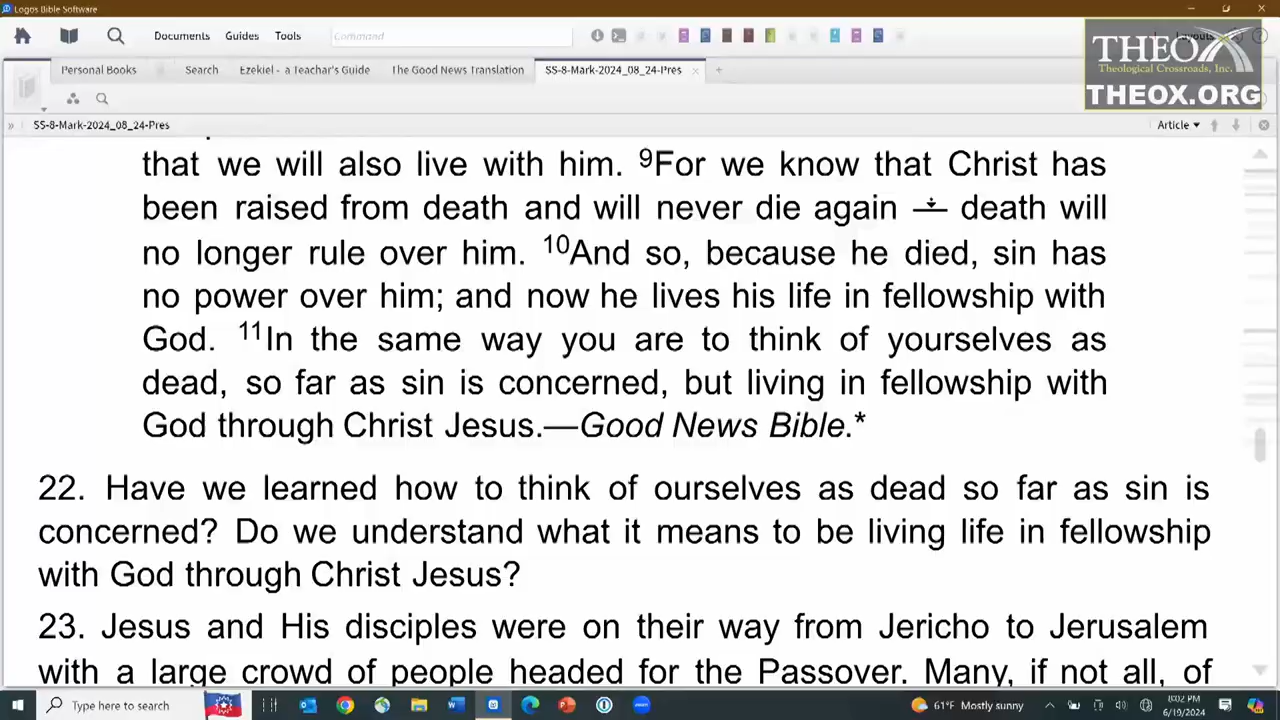 Logos Bible Software
Documents Guides Tools Command
THEOX
Theological Crossroads, Inc.
THEOX.ORG
Personal Books Search Ezekiel - a Teacher's Guide SS-8-Mark-2024_08_24-Pres
SS-8-Mark-2024_08_24-Pres Article
that we will also live with him. 9For we know that Christ has
been raised from death and will never die again — death will
no longer rule over him. 10And so, because he died, sin has
no power over him; and now he lives his life in fellowship with
God. 11In the same way you are to think of yourselves as
dead, so far as sin is concerned, but living in fellowship with
God through Christ Jesus.—Good News Bible.*
22. Have we learned how to think of ourselves as dead so far as sin is
concerned? Do we understand what it means to be living life in fellowship
with God through Christ Jesus?
23. Jesus and His disciples were on their way from Jericho to Jerusalem
with a large crowd of people headed for the Passover. Many, if not all, of
Type here to search
61°F Mostly sunny
8:02 PM
6/19/2024